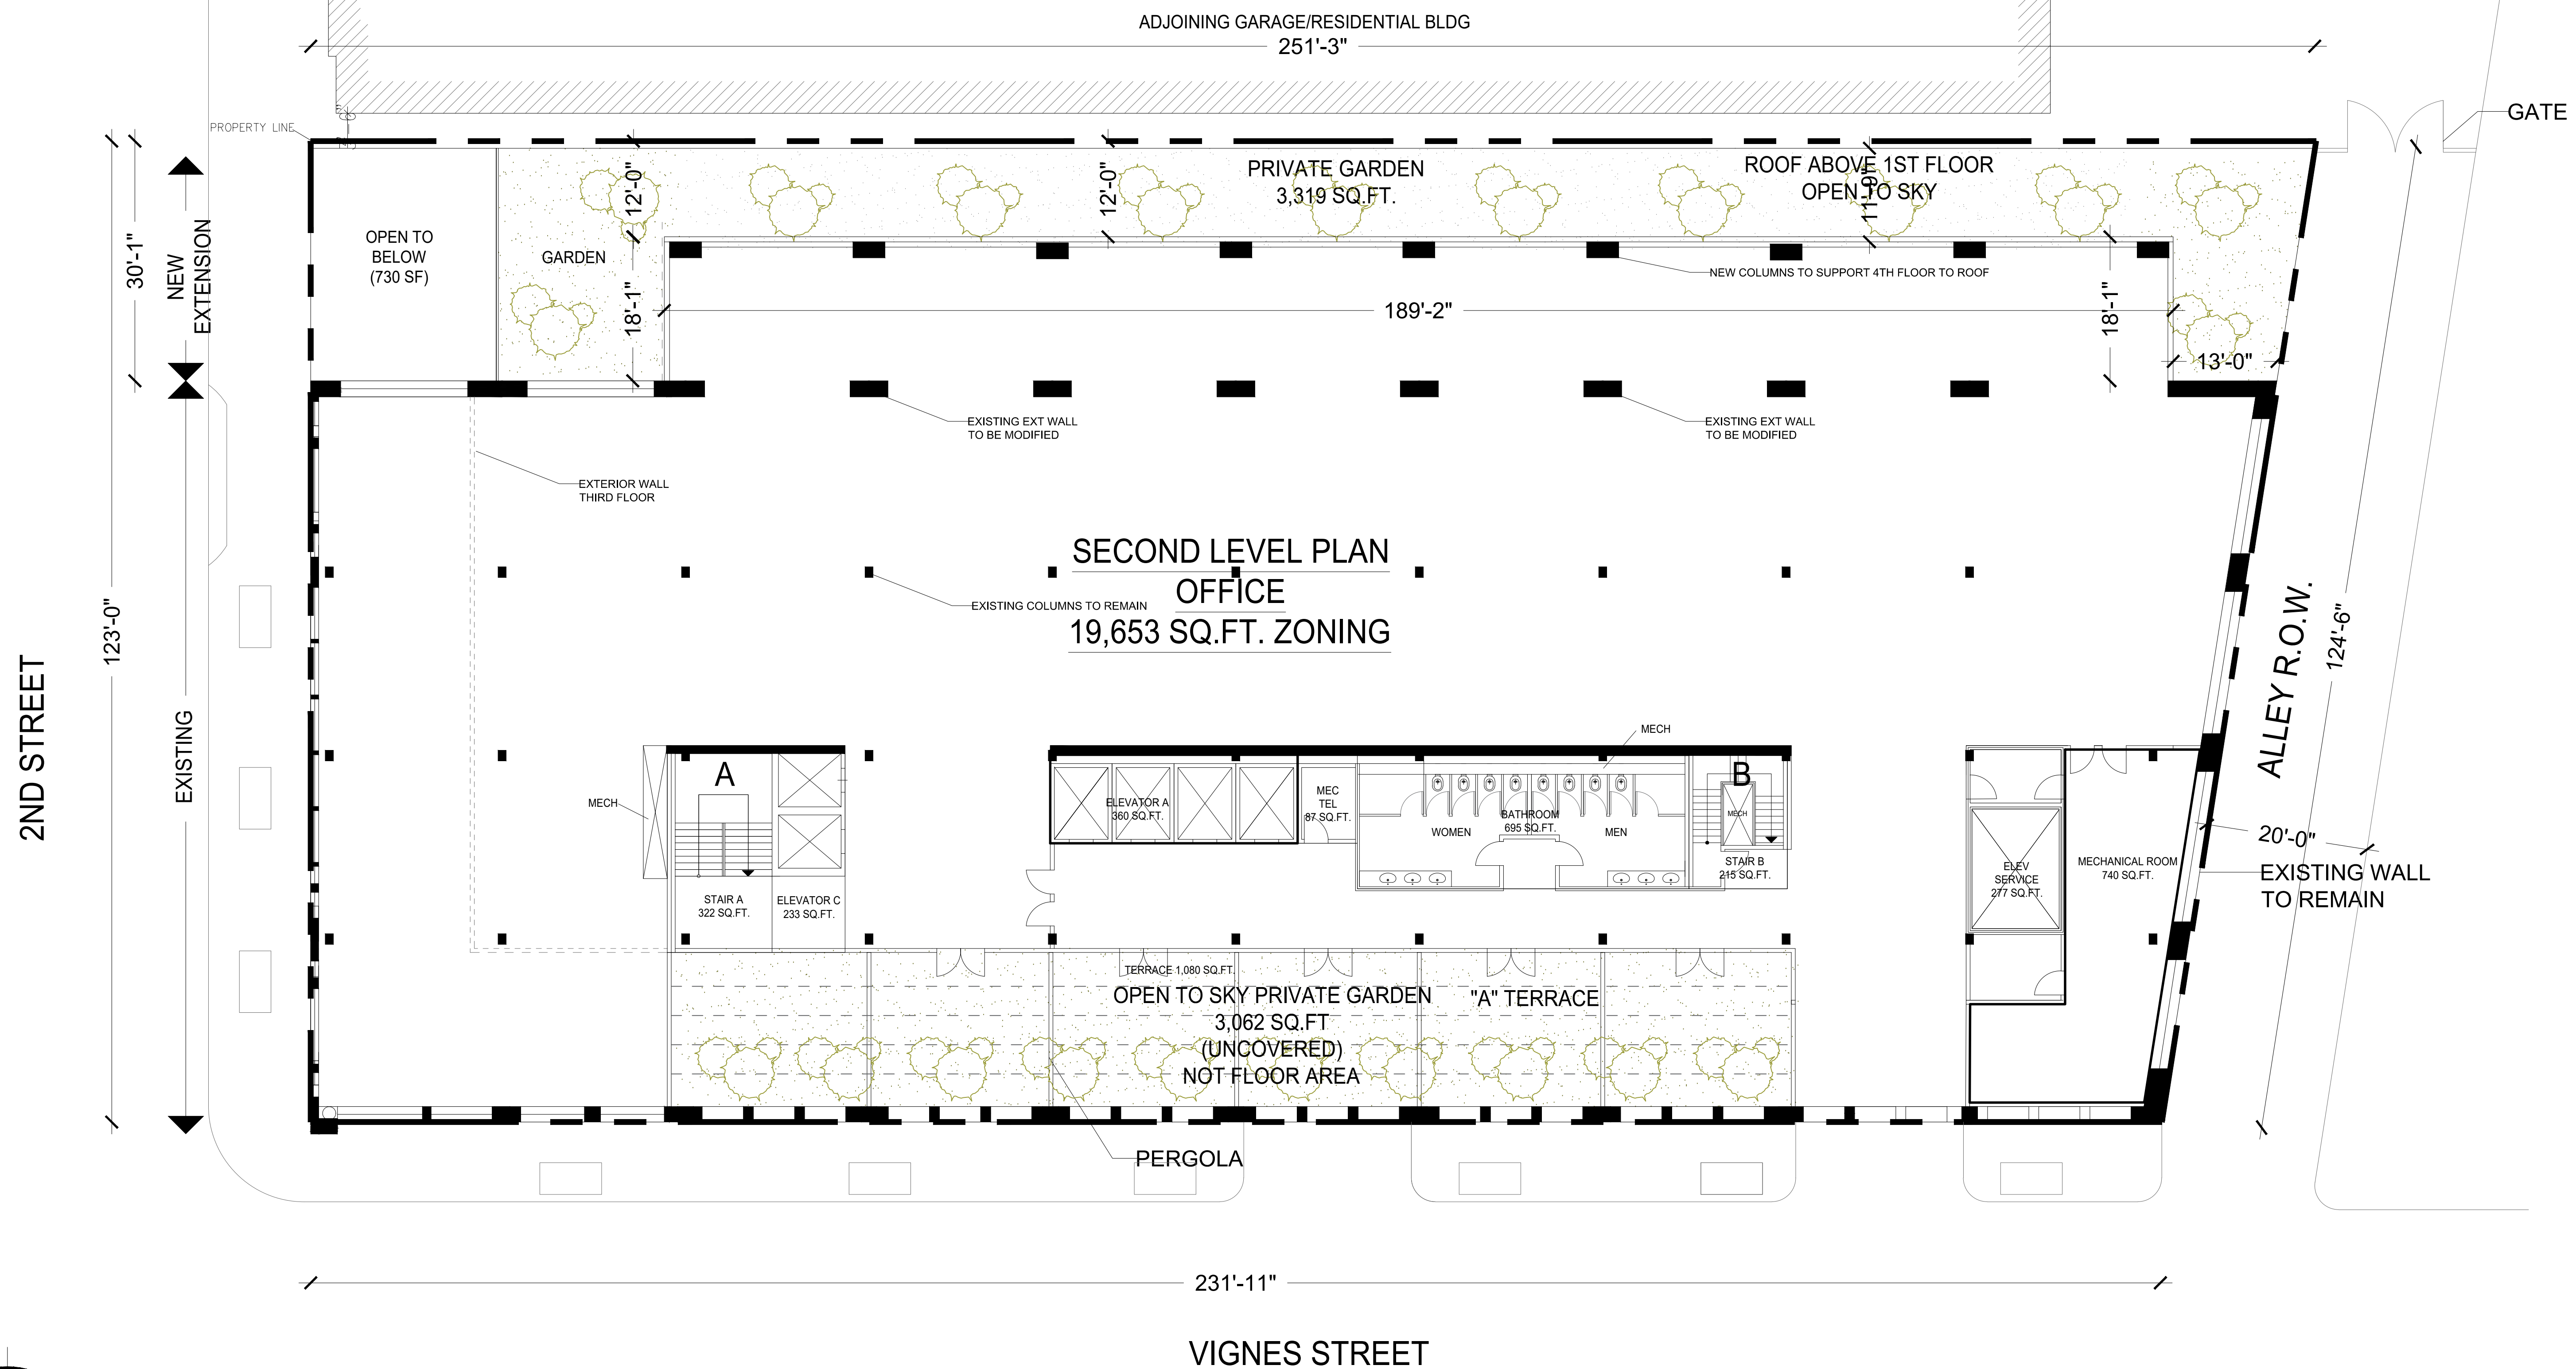 ADJOINING GARAGE/RESIDENTIAL BLDG
251'-3"
GATE
PROPERTY LINE
PRIVATE GARDEN
3,319 SQ.FT.
ROOF ABOVE 1ST FLOOR
OPEN TO SKY
12'-0"
12'-0"
11'-9"
30'-1"
NEW
EXTENSION
OPEN TO
BELOW
(730 SF)
GARDEN
18'-1"
NEW COLUMNS TO SUPPORT 4TH FLOOR TO ROOF
189'-2"
18'-1"
13'-0"
EXISTING EXT WALL
TO BE MODIFIED
EXISTING EXT WALL
TO BE MODIFIED
EXTERIOR WALL
THIRD FLOOR
SECOND LEVEL PLAN
OFFICE
19,653 SQ.FT. ZONING
EXISTING COLUMNS TO REMAIN
123'-0"
2ND STREET
EXISTING
ALLEY R.O.W.
124'-6"
MECH
MECH
A
B
MECH
ELEVATOR A
360 SQ.FT.
MEC
TEL
87 SQ.FT.
BATHROOM
695 SQ.FT.
WOMEN
MEN
STAIR B
215 SQ.FT.
ELEV
SERVICE
277 SQ.FT.
MECHANICAL ROOM
740 SQ.FT.
20'-0"
EXISTING WALL
TO REMAIN
STAIR A
322 SQ.FT.
ELEVATOR C
233 SQ.FT.
TERRACE 1,080 SQ.FT.
OPEN TO SKY PRIVATE GARDEN
3,062 SQ.FT
(UNCOVERED)
NOT FLOOR AREA
"A" TERRACE
PERGOLA
231'-11"
VIGNES STREET